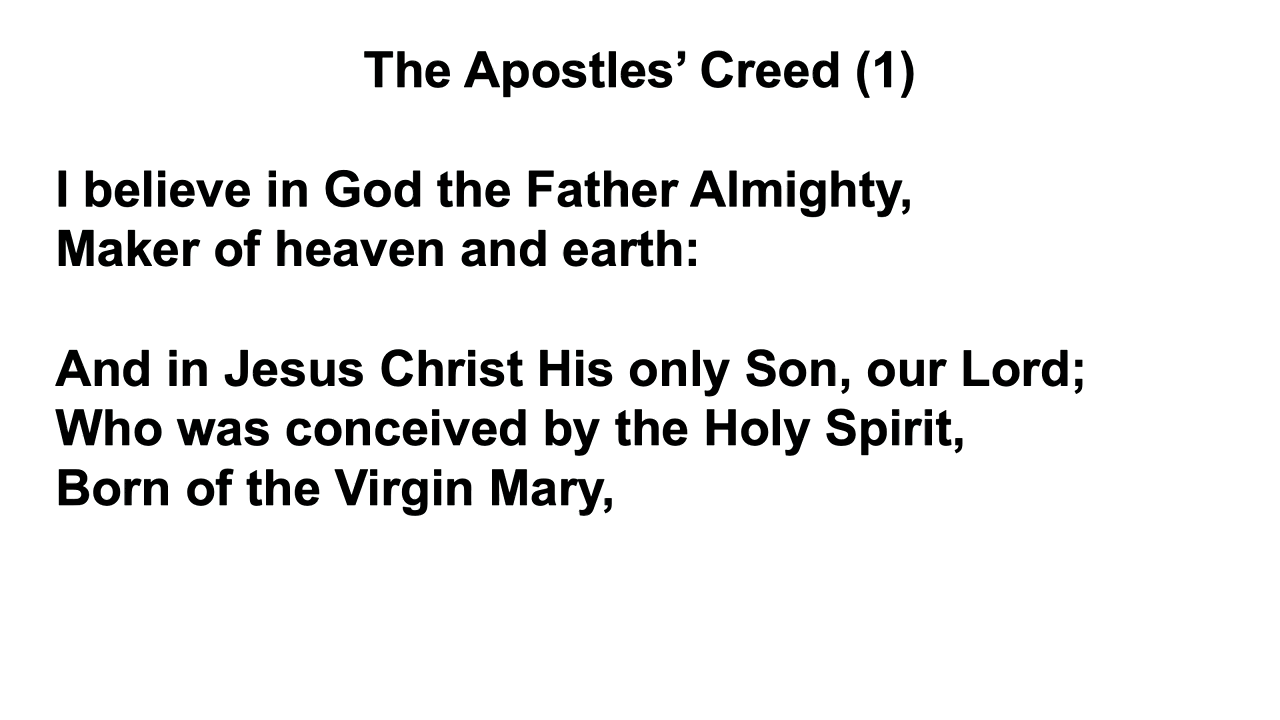 The Apostles’ Creed (1)
I believe in God the Father Almighty,
Maker of heaven and earth:
And in Jesus Christ His only Son, our Lord;
Who was conceived by the Holy Spirit,
Born of the Virgin Mary,